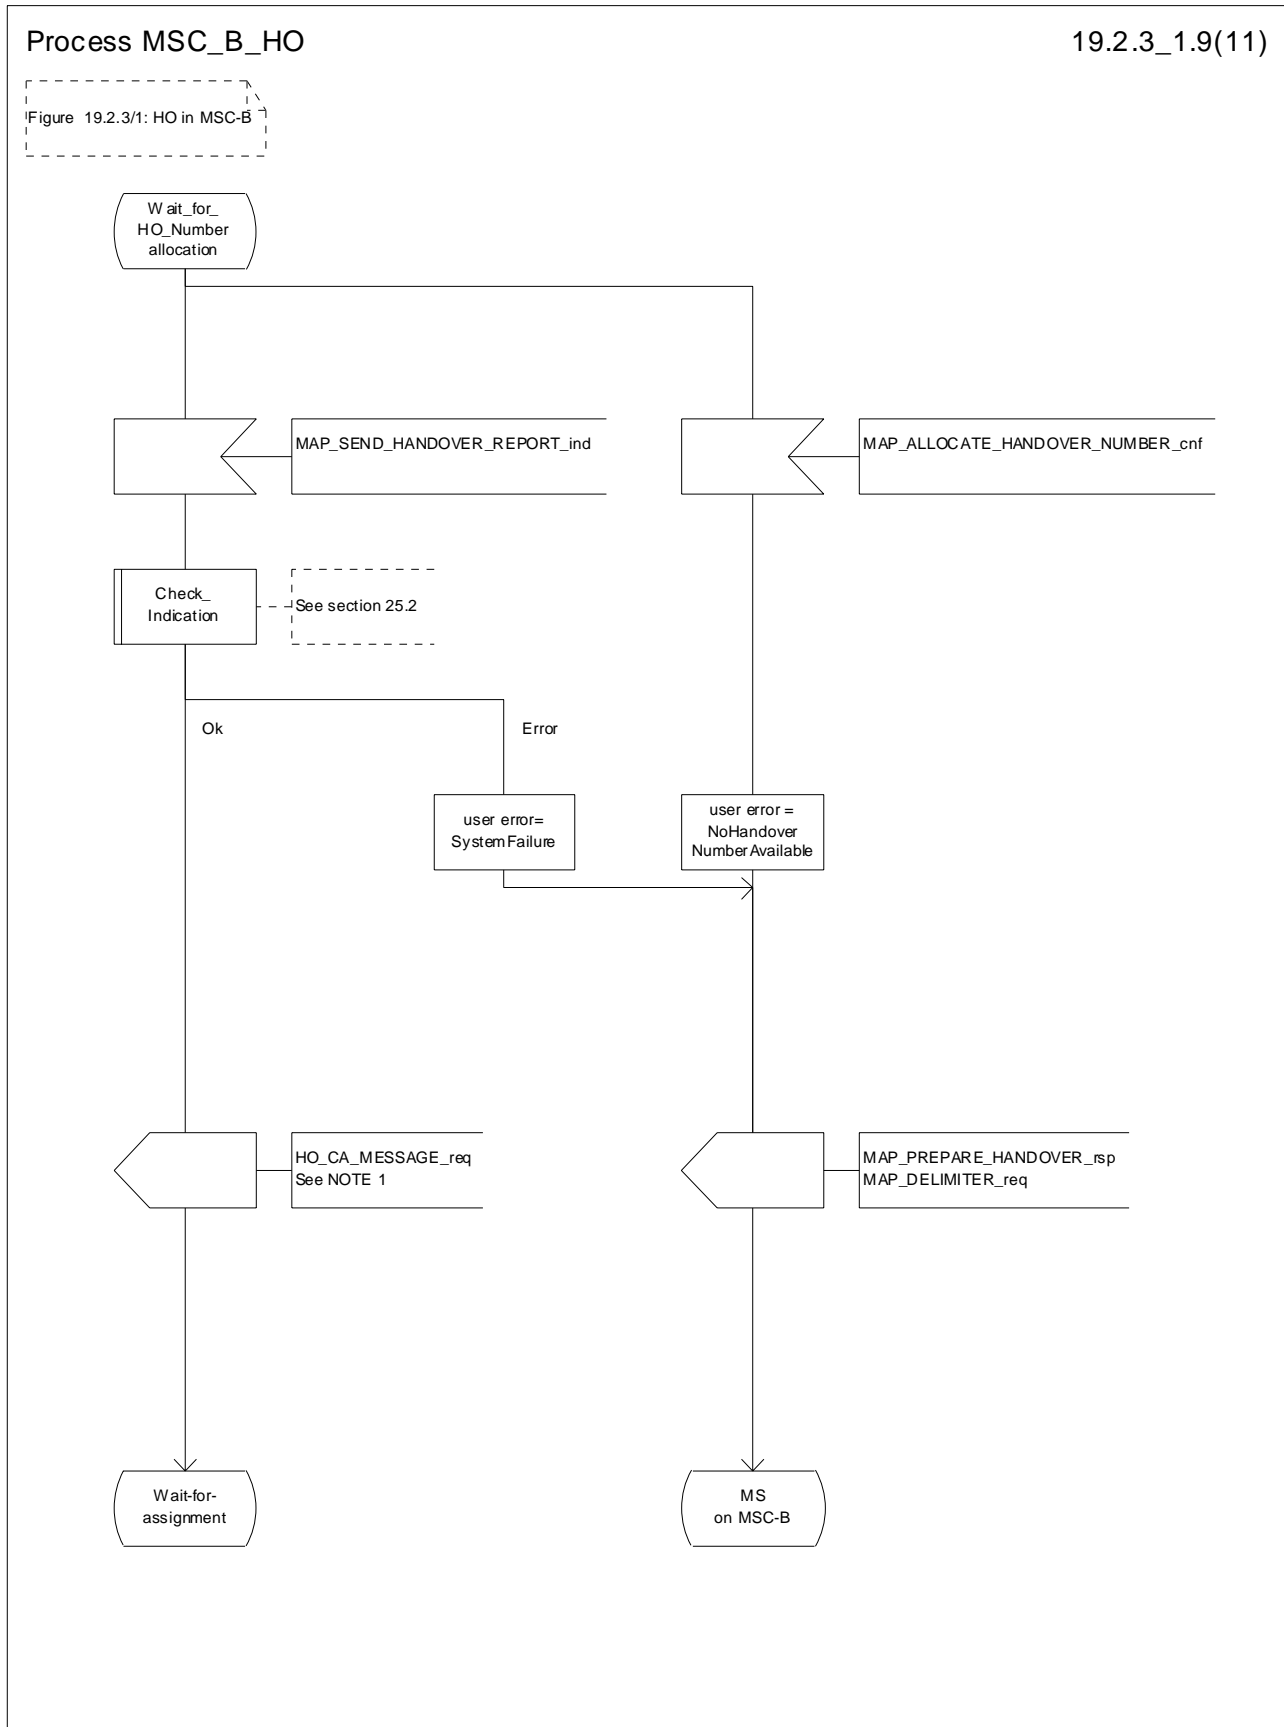 Process MSC_B_HO
19.2.3_1.9(11)
Figure 19.2.3/1: HO in MSC-B
Wait_for_
HO_Number
allocation
MAP_SEND_HANDOVER_REPORT_ind
MAP_ALLOCATE_HANDOVER_NUMBER_cnf
Check_
Indication
See section 25.2
Ok
Error
user error=
SystemFailure
user error =
NoHandover
NumberAvailable
HO_CA_MESSAGE_req
See NOTE 1
MAP_PREPARE_HANDOVER_rsp
MAP_DELIMITER_req
Wait-for-
assignment
MS
on MSC-B